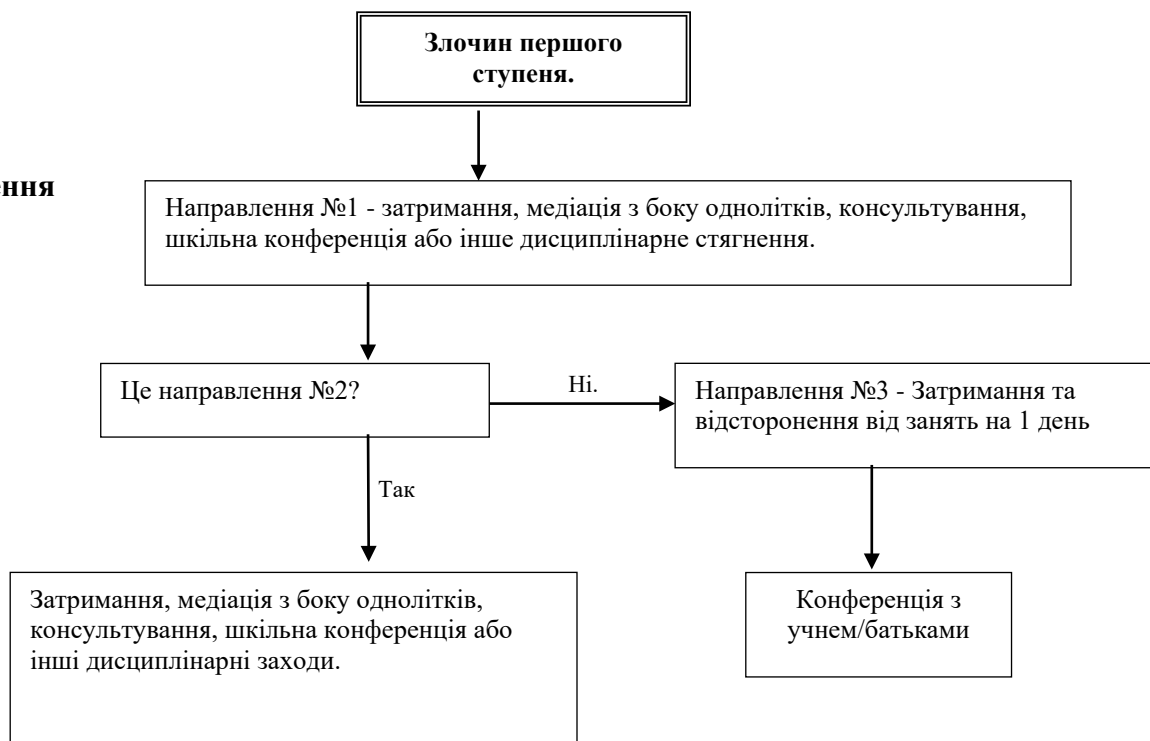 Злочин першого
ступеня.
ення
Направлення №1 - затримання, медіація з боку однолітків, консультування,
шкільна конференція або інше дисциплінарне стягнення.
Це направлення №2?
Ні.
Направлення №3 - Затримання та
відсторонення від занять на 1 день
Так
Затримання, медіація з боку однолітків,
консультування, шкільна конференція або
інші дисциплінарні заходи.
Конференція з
учнем/батьками